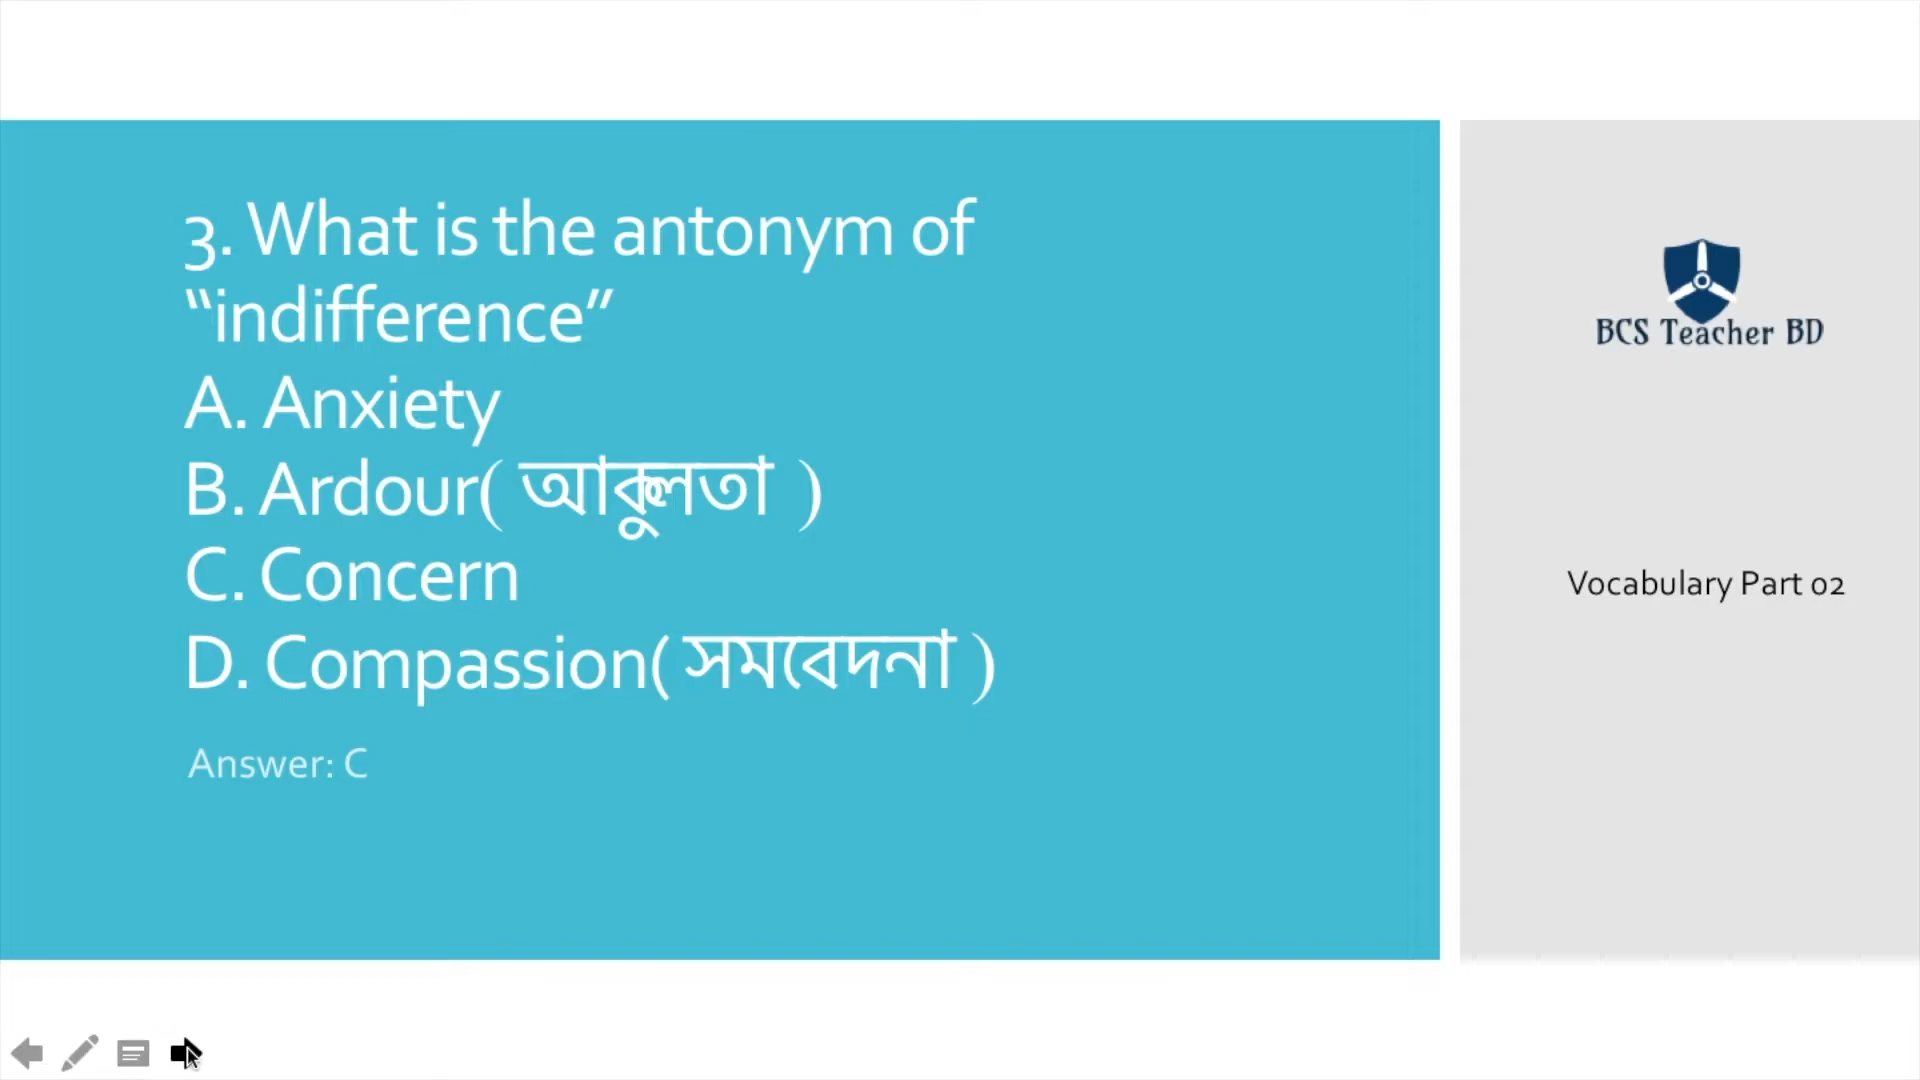 3. What is the antonym of
“indifference”
A. Anxiety
B. Ardour( আকুলতা )
C. Concern
D. Compassion( সমবেদনা )
Answer: C
BCS Teacher BD
Vocabulary Part 02